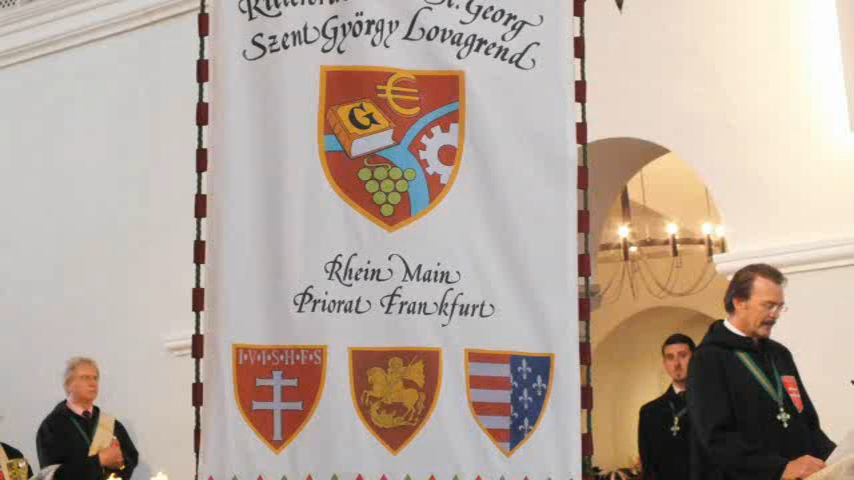 St. Georg
Szent György Lovagrend
€
G
Rhein Main
Priorat Frankfurt
I·V·I·S·H·F·S